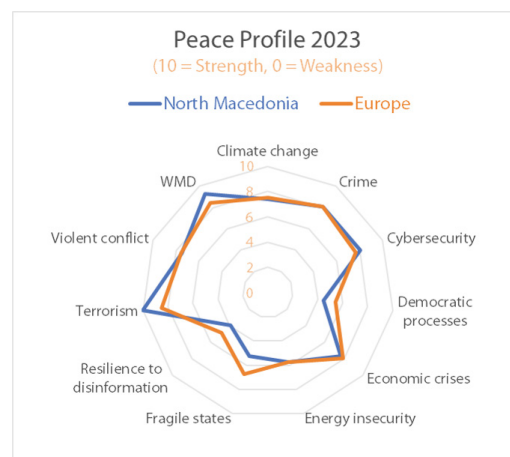 Peace Profile 2023
(10 = Strength, 0 = Weakness)
North Macedonia Europe
Climate change
10
8
6
4
2
0
Crime
Cybersecurity
Democratic
processes
Economic crises
Energy insecurity
Fragile states
Resilience to
disinformation
Terrorism
Violent conflict
WMD